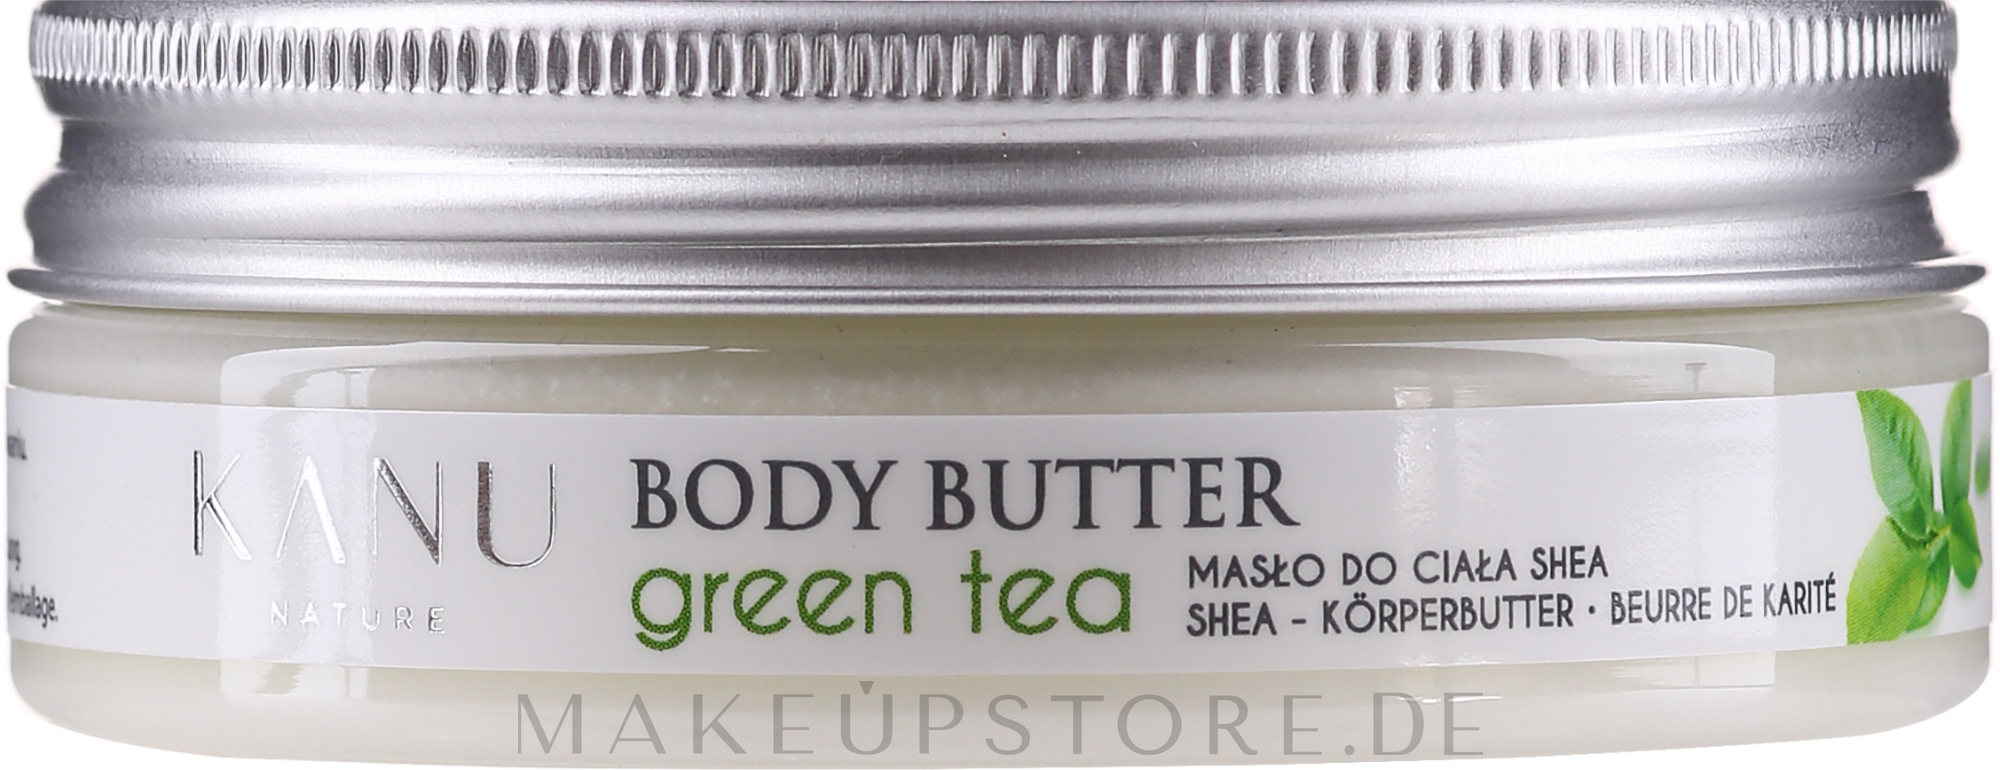 KANU
NATURE
BODY BUTTER
green tea
MASŁO DO CIAŁA SHEA
SHEA - KÖRPERBUTTER • BEURRE DE KARITÉ
MAKEUPSTORE.DE